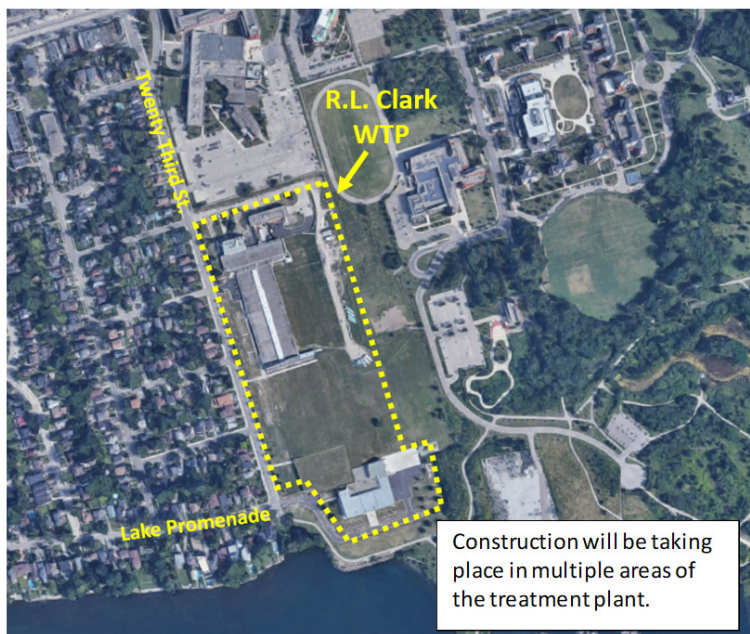 R.L. Clark
WTP
Twenty Third St.
Lake Promenade
Construction will be taking
place in multiple areas of
the treatment plant.